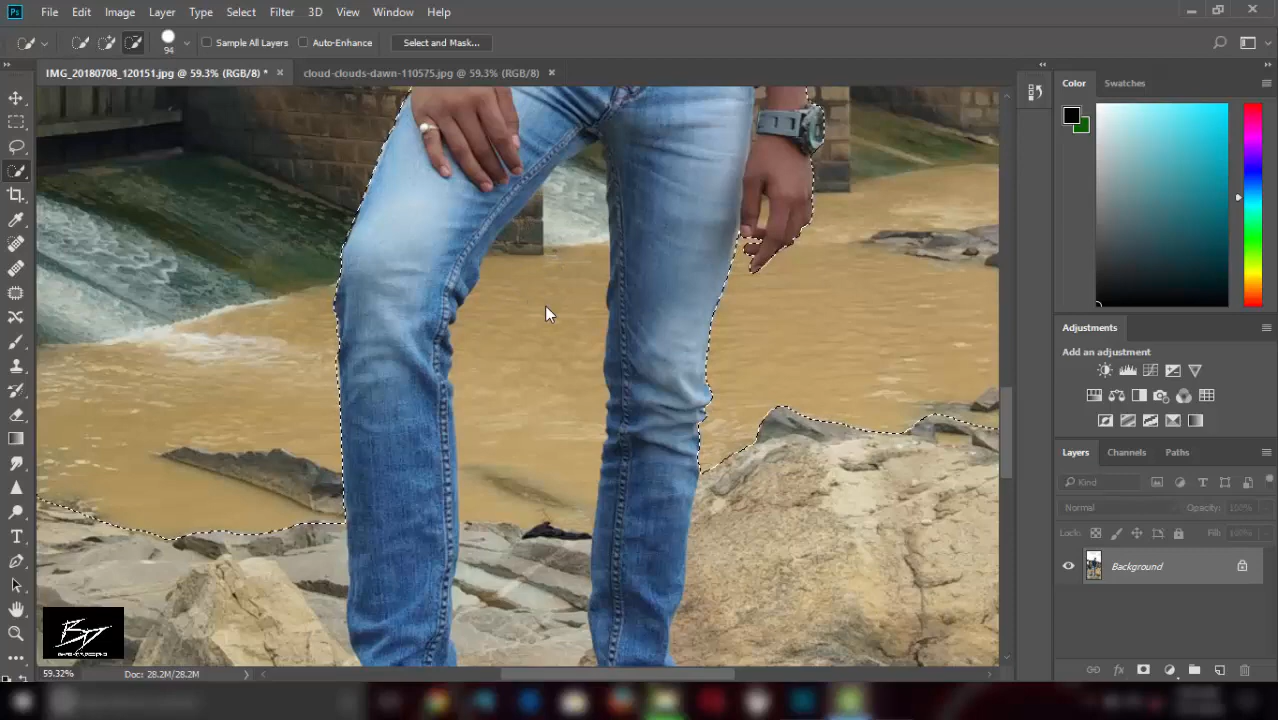 Ps File Edit Image Layer Type Select Filter 3D View Window Help
94 Sample All Layers Auto-Enhance Select and Mask...
IMG_20180708_120151.jpg @ 59.3% (RGB/8) * × cloud-clouds-dawn-110575.jpg @ 59.3% (RGB/8) ×
Color Swatches
Adjustments
Add an adjustment
Layers Channels Paths
Kind
Normal Opacity: 100%
Lock: Fill: 100%
Background
59.32% Doc: 28.2M/28.2M